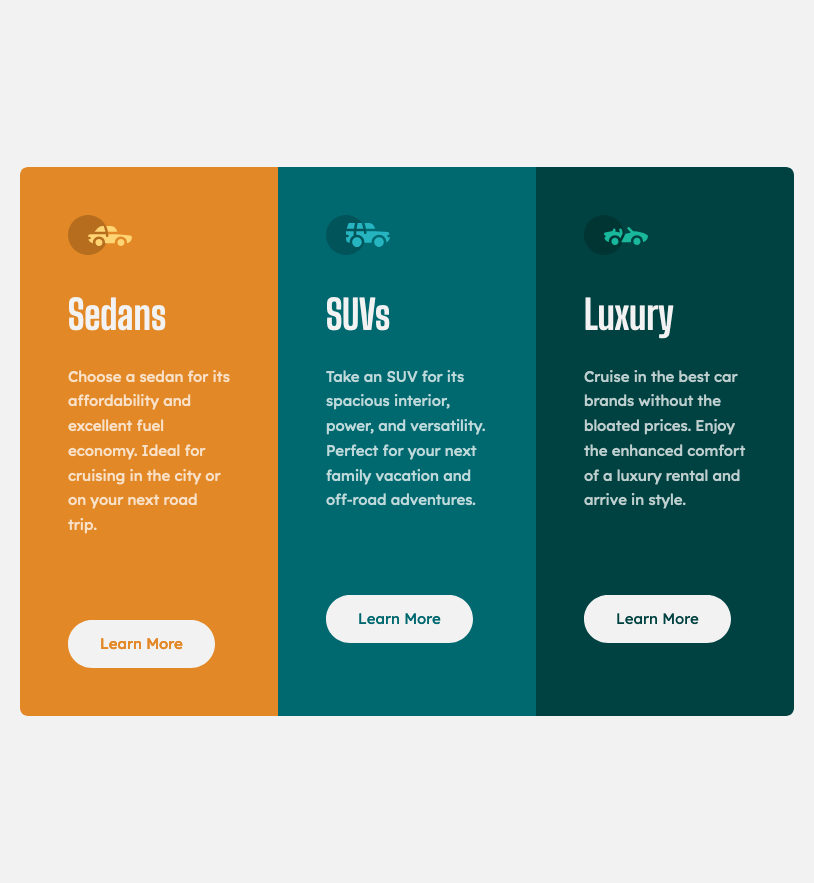 Sedans
Choose a sedan for its
affordability and
excellent fuel
economy. Ideal for
cruising in the city or
on your next road
trip.
Learn More
SUVs
Take an SUV for its
spacious interior,
power, and versatility.
Perfect for your next
family vacation and
off-road adventures.
Learn More
Luxury
Cruise in the best car
brands without the
bloated prices. Enjoy
the enhanced comfort
of a luxury rental and
arrive in style.
Learn More